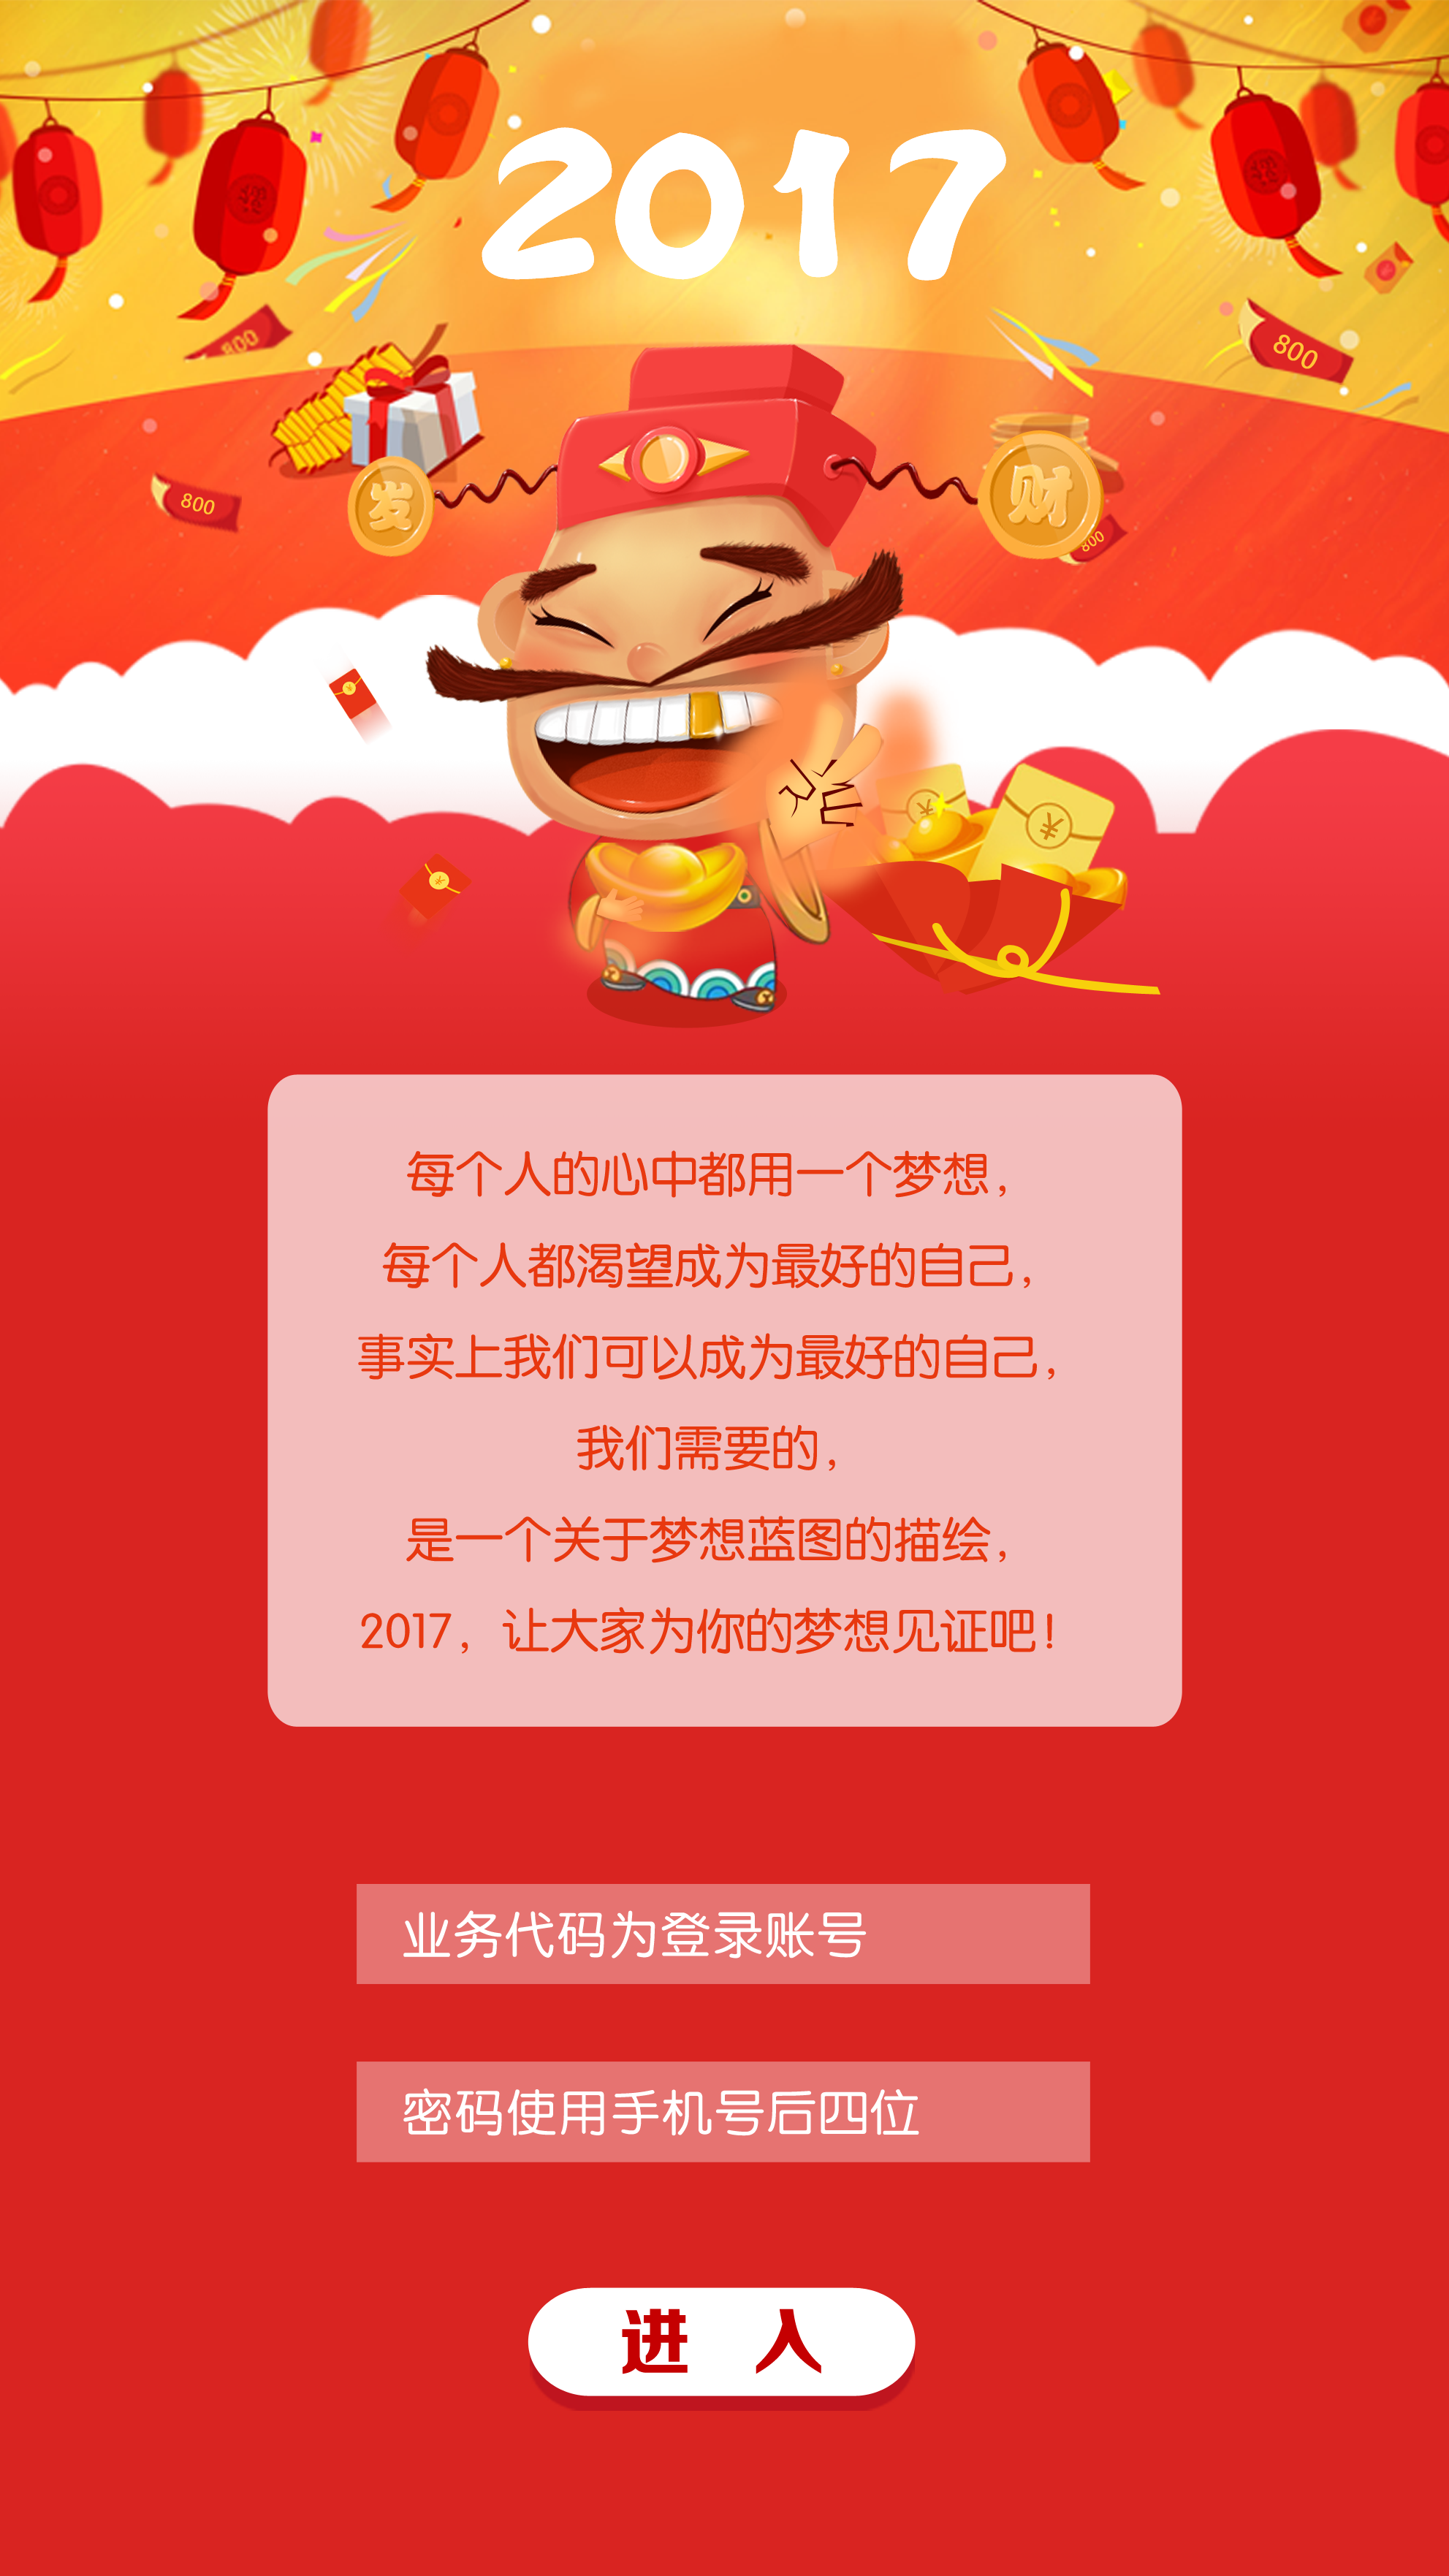 2017
800
800
800
800
发
财
每个人的心中都用一个梦想，
每个人都渴望成为最好的自己，
事实上我们可以成为最好的自己，
我们需要的，
是一个关于梦想蓝图的描绘，
2017，让大家为你的梦想见证吧！
业务代码为登录账号
密码使用手机号后四位
进 入